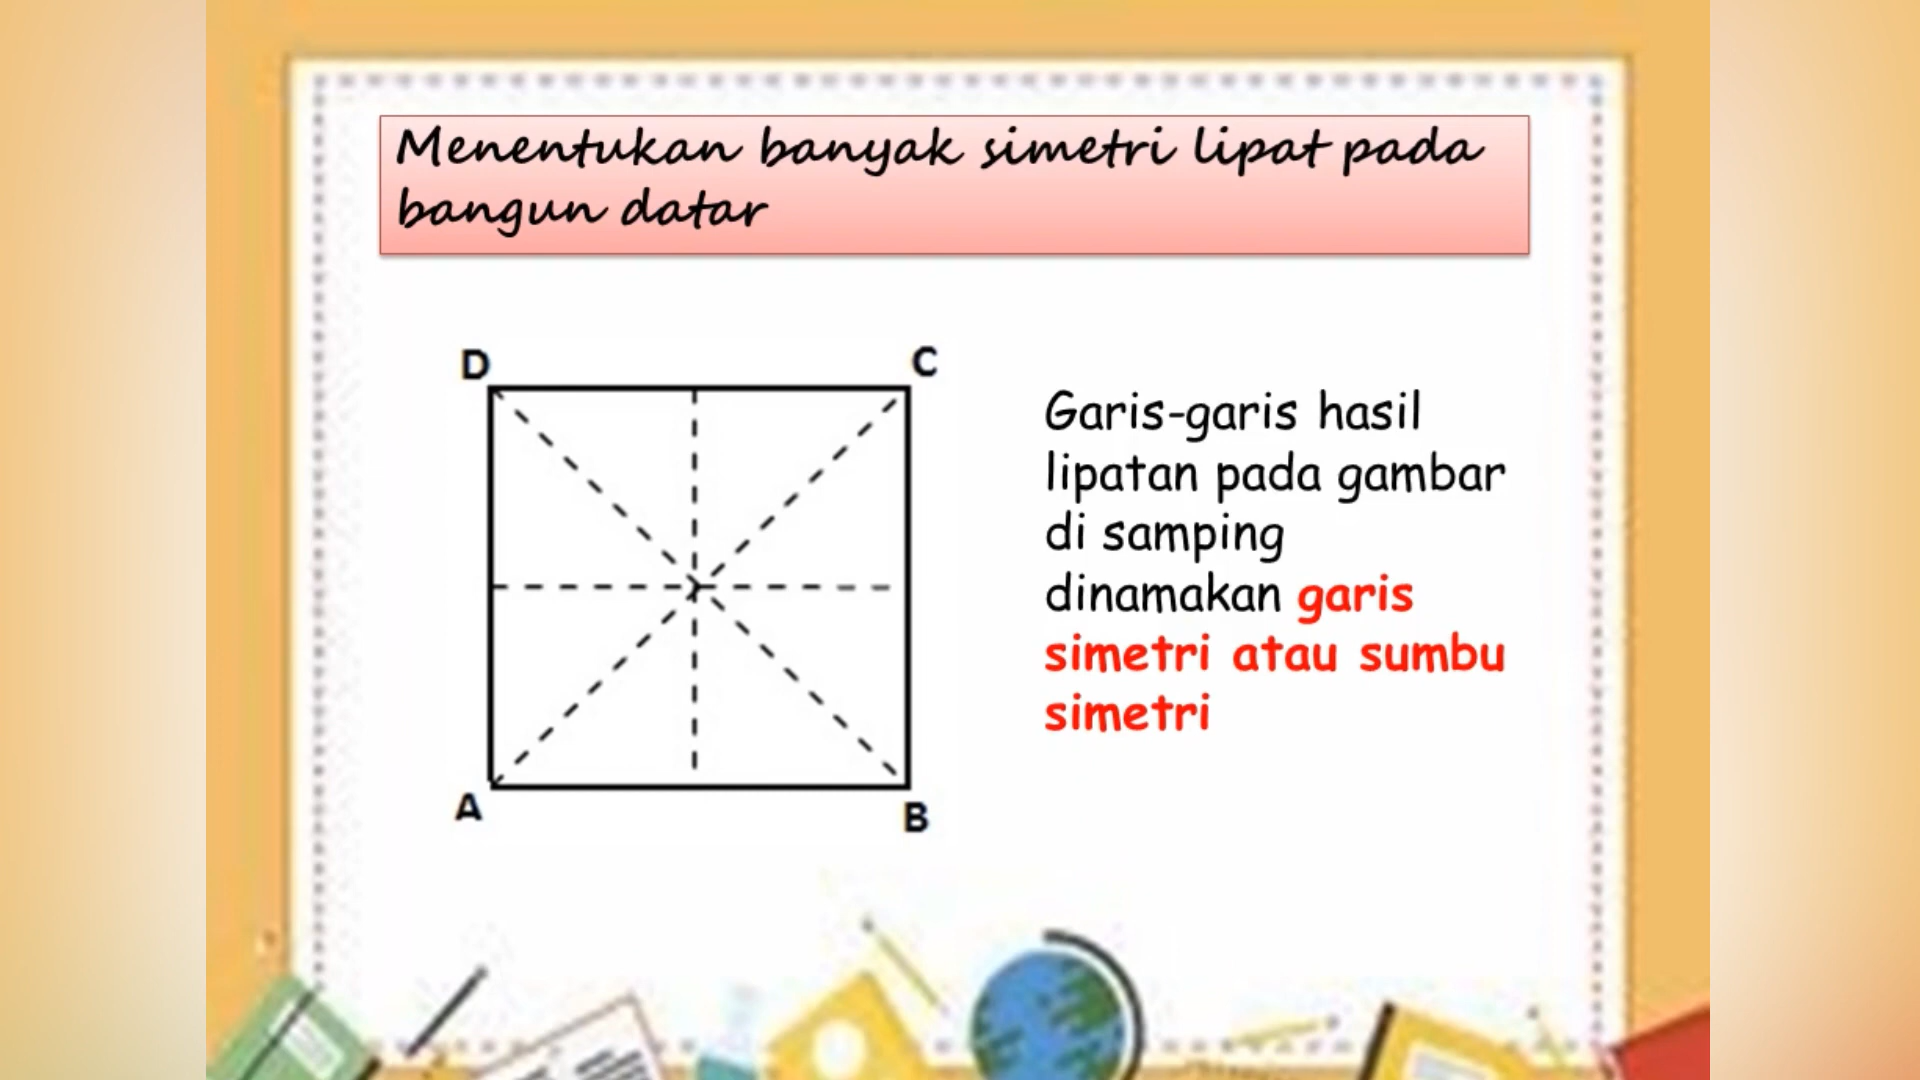 Menentukan banyak simetri lipat pada
bangun datar
D
C
Garis-garis hasil
lipatan pada gambar
di samping
dinamakan garis
simetri atau sumbu
simetri
A
B